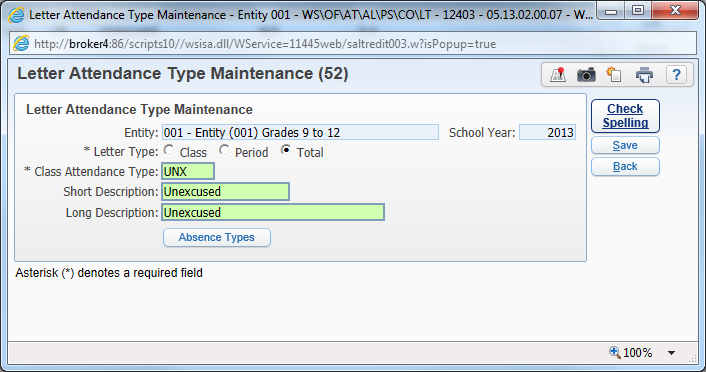 Letter Attendance Type Maintenance - Entity 001 - WS\OF\AT\AL\PS\CO\LT - 12403 - 05.13.02.00.07 - W...
http://broker4:86/scripts10//wsisa.dll/WService=11445web/saltredit003.w?isPopup=true
Letter Attendance Type Maintenance (52)
?
Letter Attendance Type Maintenance
Entity: 001 - Entity (001) Grades 9 to 12 School Year: 2013
* Letter Type: Class Period Total
* Class Attendance Type: UNX
Short Description: Unexcused
Long Description: Unexcused
Absence Types
Check Spelling
Save
Back
Asterisk (*) denotes a required field
100%